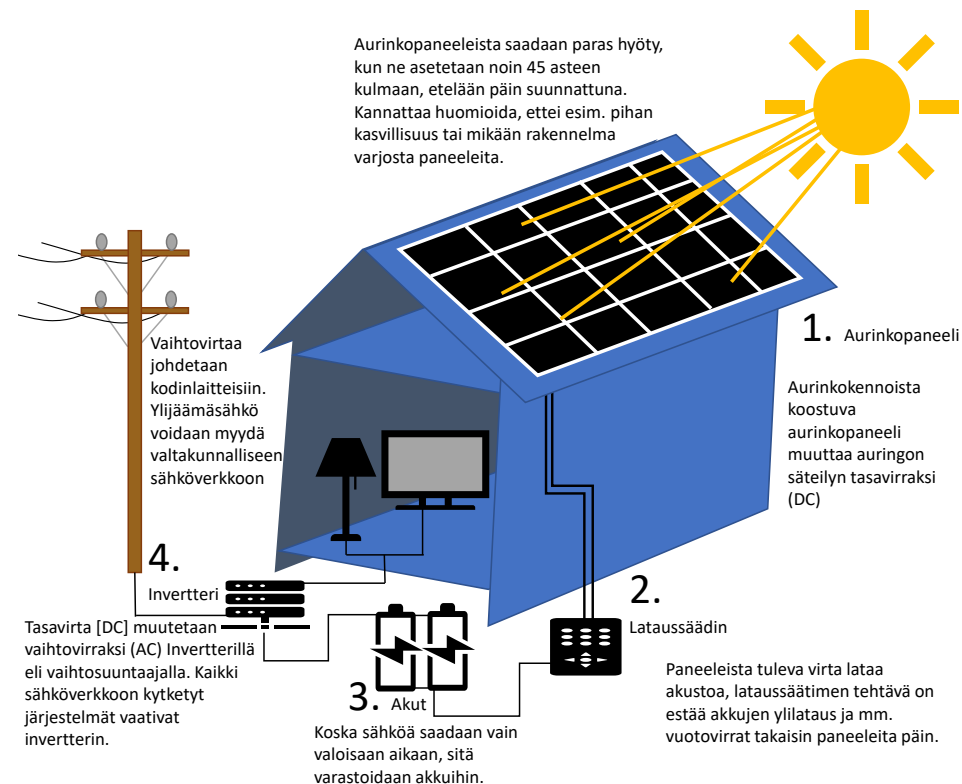 Aurinkopaneeleista saadaan paras hyöty,
kun ne asetetaan noin 45 asteen
kulmaan, etelään päin suunnattuna.
Kannattaa huomioida, ettei esim. pihan
kasvillisuus tai mikään rakennelma
varjosta paneeleita.
1. Aurinkopaneeli
Aurinkokennoista
koostuva
aurinkopaneeli
muuttaa auringon
säteilyn tasavirraksi
(DC)
2.
Lataussäädin
Paneeleista tuleva virta lataa
akustoa, lataussäätimen tehtävä on
estää akkujen ylilataus ja mm.
vuotovirrat takaisin paneeleita päin.
3. Akut
Koska sähköä saadaan vain
valoisaan aikaan, sitä
varastoidaan akkuihin.
4.
Invertteri
Tasavirta [DC] muutetaan
vaihtovirraksi (AC) Invertterillä
eli vaihtosuuntaajalla. Kaikki
sähköverkkoon kytketyt
järjestelmät vaativat
invertterin.
Vaihtovirtaa
johdetaan
kodinlaitteisiin.
Ylijäämäsähkö
voidaan myydä
valtakunnalliseen
sähköverkkoon